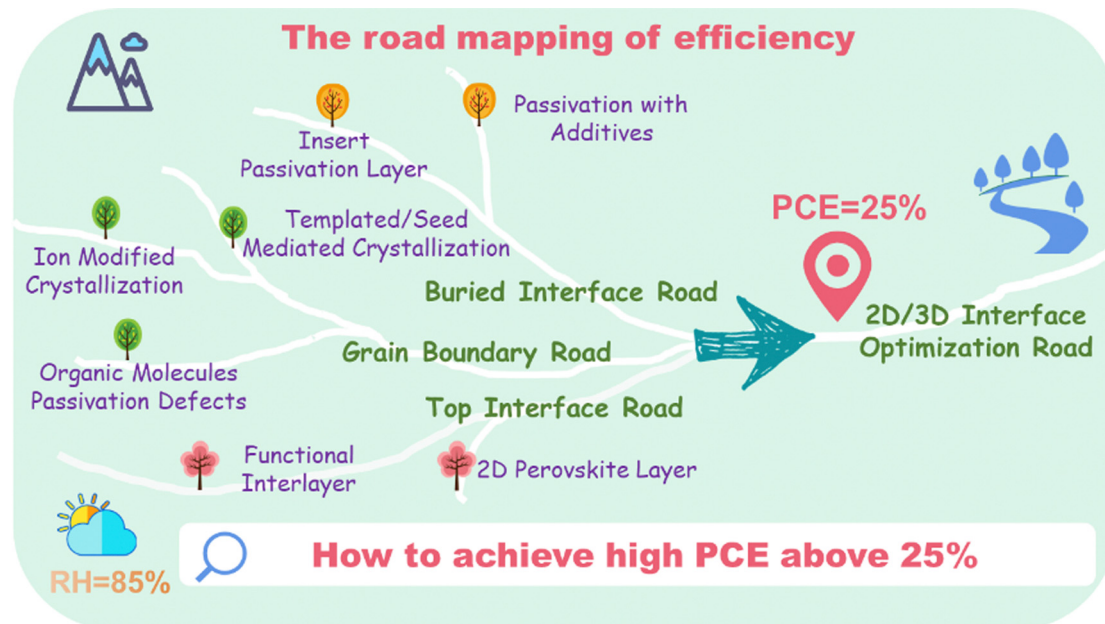 The road mapping of efficiency
Passivation with
Additives
Insert
Passivation Layer
Templated/Seed
Mediated Crystallization
Ion Modified
Crystallization
PCE=25%
Buried Interface Road
2D/3D Interface
Optimization Road
Grain Boundary Road
Organic Molecules
Passivation Defects
Top Interface Road
Functional
Interlayer
2D Perovskite Layer
How to achieve high PCE above 25%
RH=85%